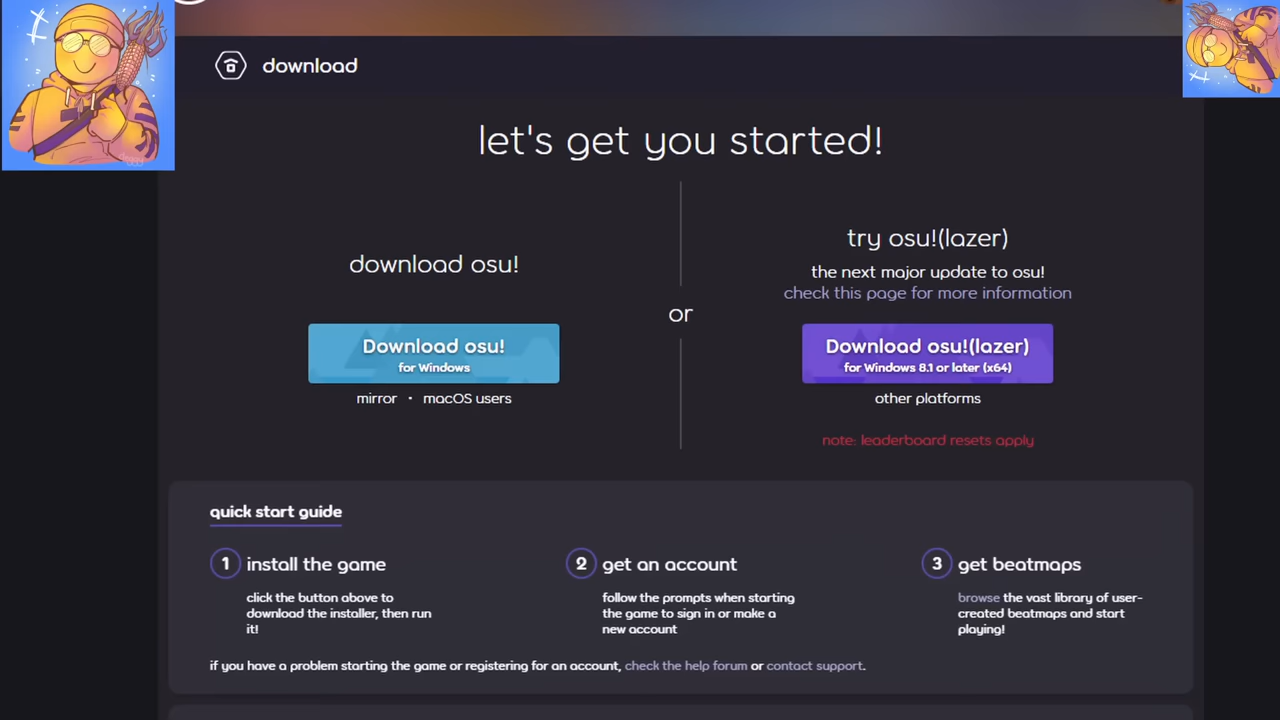 download
let's get you started!
download osu!
Download osu!
for Windows
mirror · macOS users
or
try osu!(lazer)
the next major update to osu!
check this page for more information
Download osu!(lazer)
for Windows 8.1 or later (x64)
other platforms
note: leaderboard resets apply
quick start guide
1 install the game
click the button above to
download the installer, then run
it!
2 get an account
follow the prompts when starting
the game to sign in or make a
new account
3 get beatmaps
browse the vast library of user-
created beatmaps and start
playing!
if you have a problem starting the game or registering for an account, check the help forum or contact support.